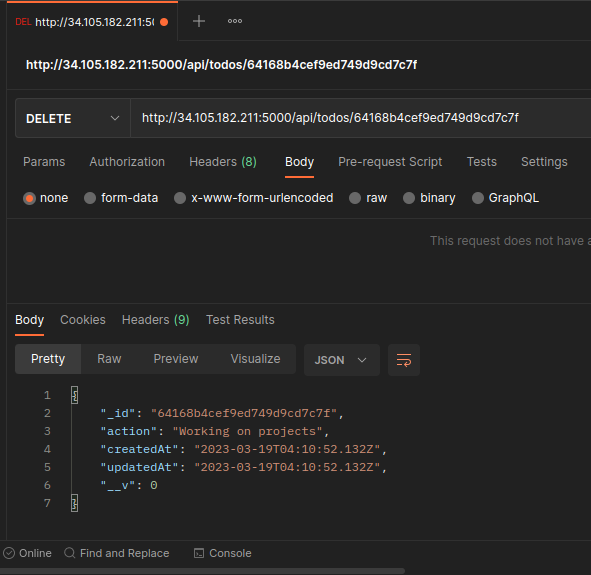 DEL http://34.105.182.211:50
http://34.105.182.211:5000/api/todos/64168b4cef9ed749d9cd7c7f
DELETE http://34.105.182.211:5000/api/todos/64168b4cef9ed749d9cd7c7f
Params Authorization Headers (8) Body Pre-request Script Tests Settings
none form-data x-www-form-urlencoded raw binary GraphQL
This request does not have a
Body Cookies Headers (9) Test Results
Pretty Raw Preview Visualize JSON
1 {
2 "_id": "64168b4cef9ed749d9cd7c7f",
3 "action": "Working on projects",
4 "createdAt": "2023-03-19T04:10:52.132Z",
5 "updatedAt": "2023-03-19T04:10:52.132Z",
6 "__v": 0
7 }
Online Find and Replace Console